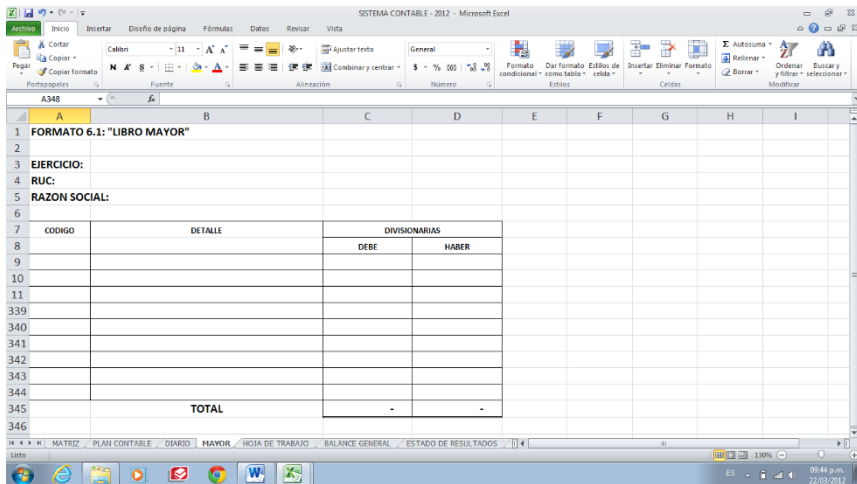 SISTEMA CONTABLE - 2012 - Microsoft Excel
Archivo Inicio Insertar Diseño de página Fórmulas Datos Revisar Vista
Pegar
Cortar
Copiar
Copiar formato
Portapapeles
Calibri 11
N K S
Fuente
Ajustar texto
Combinar y centrar
Alineación
General
$ % 000
Número
Formato condicional
Dar formato como tabla
Estilos de celda
Estilos
Insertar Eliminar Formato
Celdas
Σ Autosuma
Rellenar
Borrar
Ordenar y filtrar
Buscar y seleccionar
Modificar
A348 fx
A B C D E F G H I
1 FORMATO 6.1: "LIBRO MAYOR"
2
3 EJERCICIO:
4 RUC:
5 RAZON SOCIAL:
6
7 CODIGO DETALLE DIVISIONARIAS
8 DEBE HABER
9
10
11
339
340
341
342
343
344
345 TOTAL - -
346
MATRIZ PLAN CONTABLE DIARIO MAYOR HOJA DE TRABAJO BALANCE GENERAL ESTADO DE RESULTADOS
Listo 130%
ES 09:44 p.m.
22/03/2012